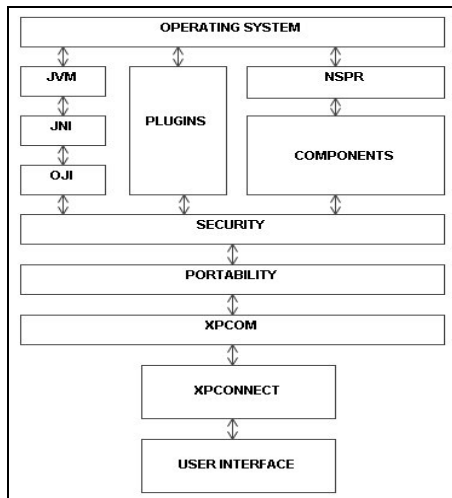 OPERATING SYSTEM
JVM
NSPR
JNI
PLUGINS
COMPONENTS
OJI
SECURITY
PORTABILITY
XPCOM
XPCONNECT
USER INTERFACE